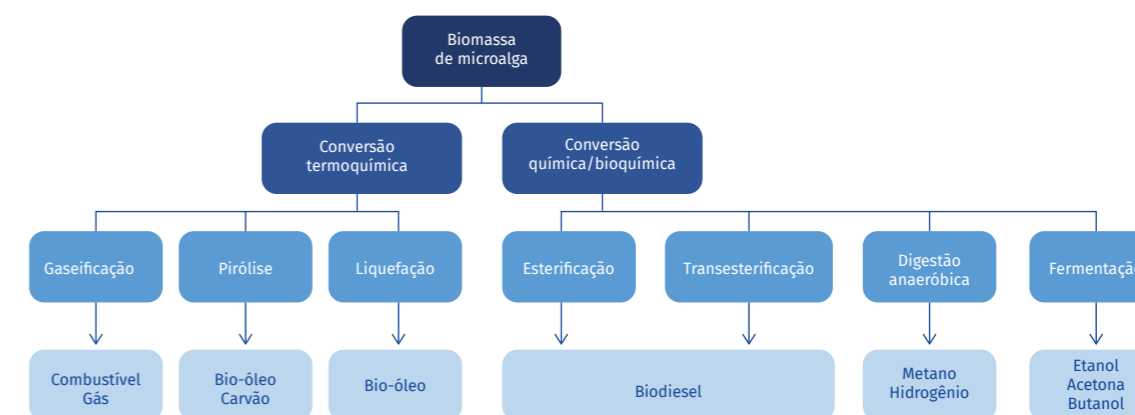 Biomassa
de microalga
Conversão
termoquímica
Conversão
química/bioquímica
Gaseificação
Pirólise
Liquefação
Esterificação
Transesterificação
Digestão
anaeróbica
Fermentaçã
Combustível
Gás
Bio-óleo
Carvão
Bio-óleo
Biodiesel
Metano
Hidrogênio
Etanol
Acetona
Butanol